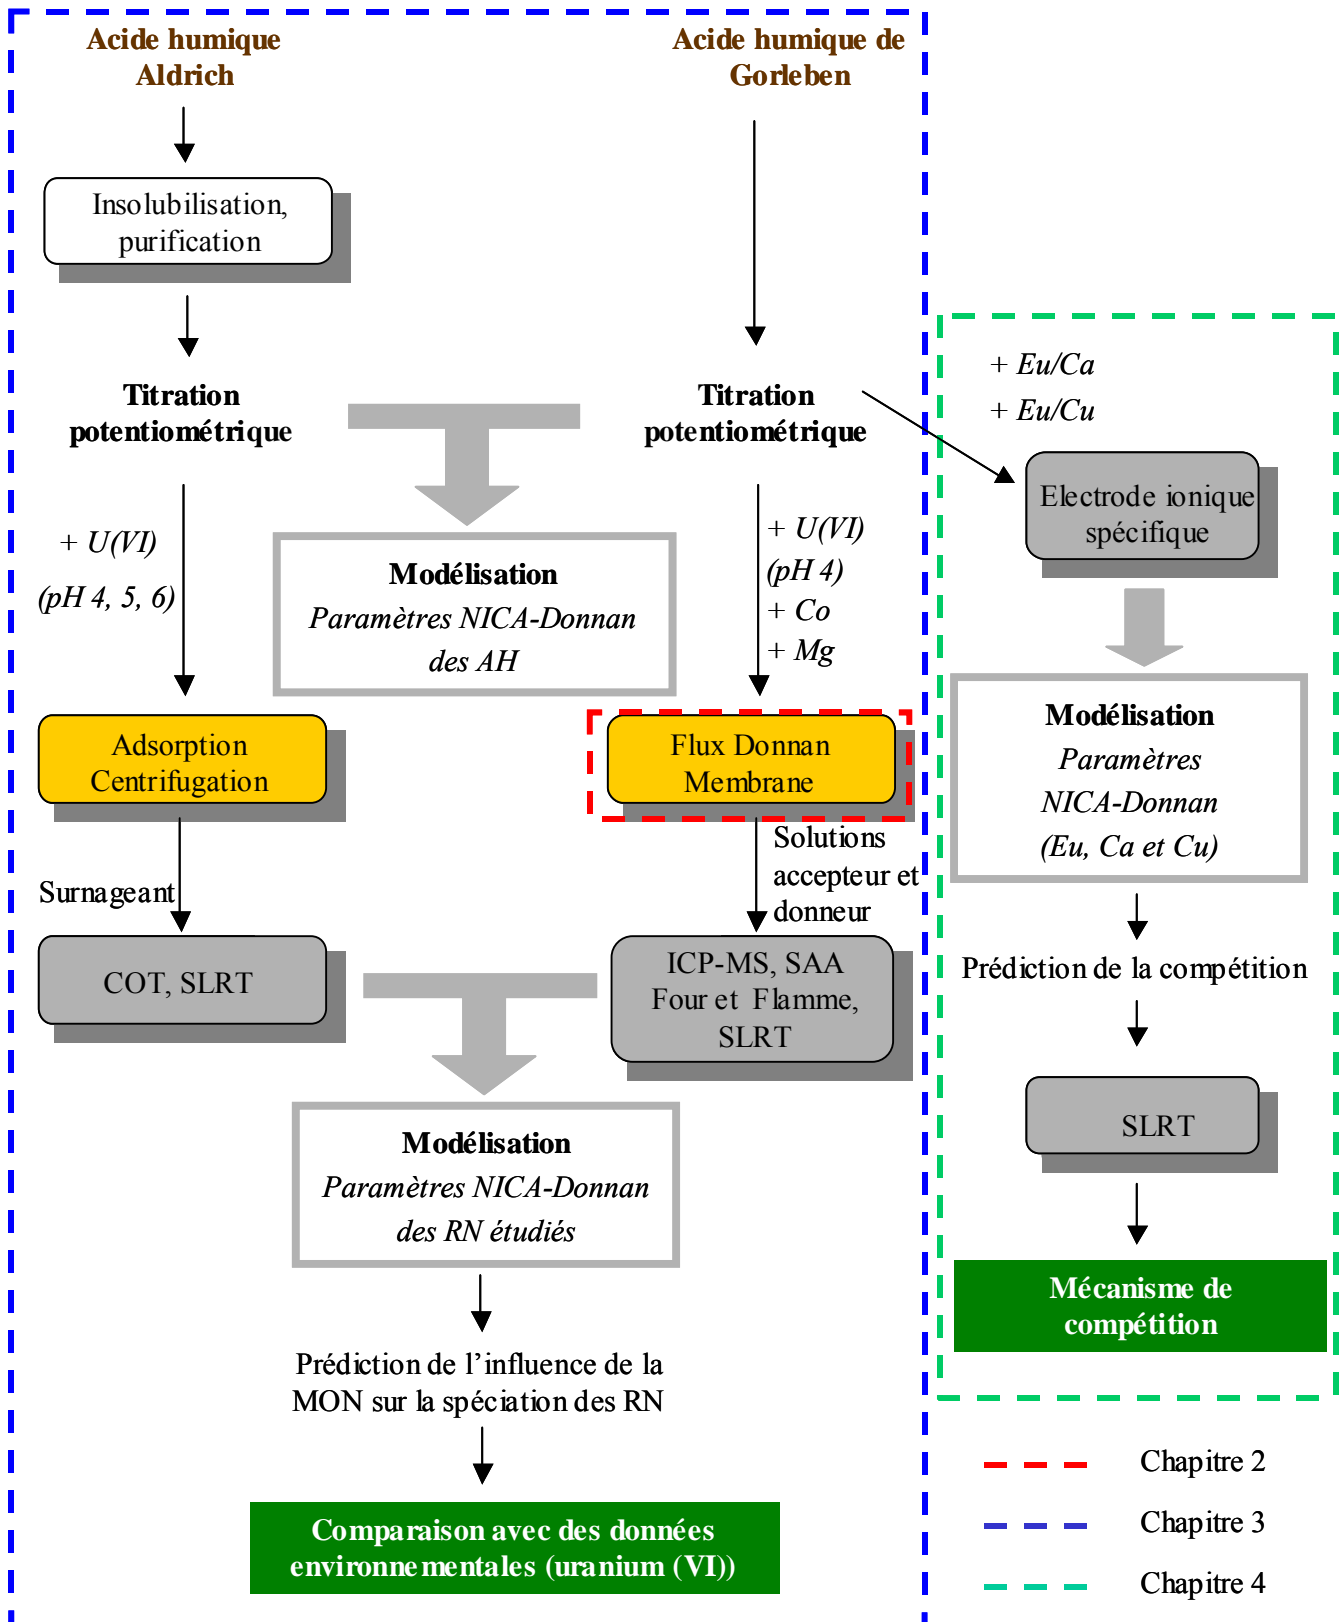 Acide humique
Aldrich
Acide humique de
Gorleben
Insolubilisation,
purification
Titration
potentiométrique
Titration
potentiométrique
+ Eu/Ca
+ Eu/Cu
Electrode ionique
spécifique
+ U(VI)
(pH 4, 5, 6)
Modélisation
Paramètres NICA-Donnan
des AH
+ U(VI)
(pH 4)
+ Co
+ Mg
Adsorption
Centrifugation
Flux Donnan
Membrane
Modélisation
Paramètres
NICA-Donnan
(Eu, Ca et Cu)
Surnageant
Solutions
accepteur et
donneur
COT, SLRT
ICP-MS, SAA
Four et Flamme,
SLRT
Prédiction de la compétition
SLRT
Modélisation
Paramètres NICA-Donnan
des RN étudiés
Mécanisme de
compétition
Prédiction de l'influence de la
MON sur la spéciation des RN
Comparaison avec des données
environnementales (uranium (VI))
Chapitre 2
Chapitre 3
Chapitre 4